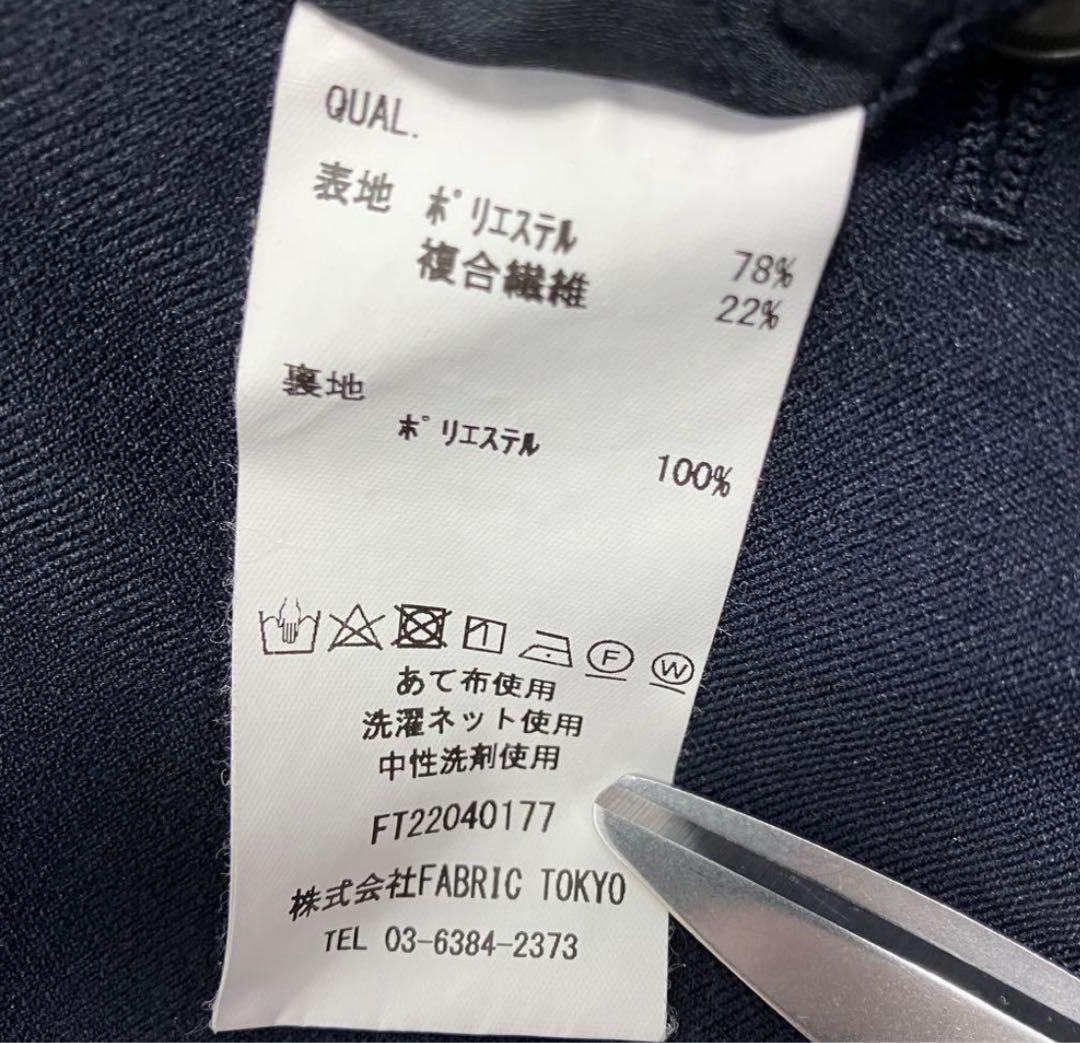 QUAL.
表地 ポリエステル 78%
複合繊維 22%
裏地
ポリエステル 100%
F W
あて布使用
洗濯ネット使用
中性洗剤使用
FT22040177
株式会社FABRIC TOKYO
TEL 03-6384-2373